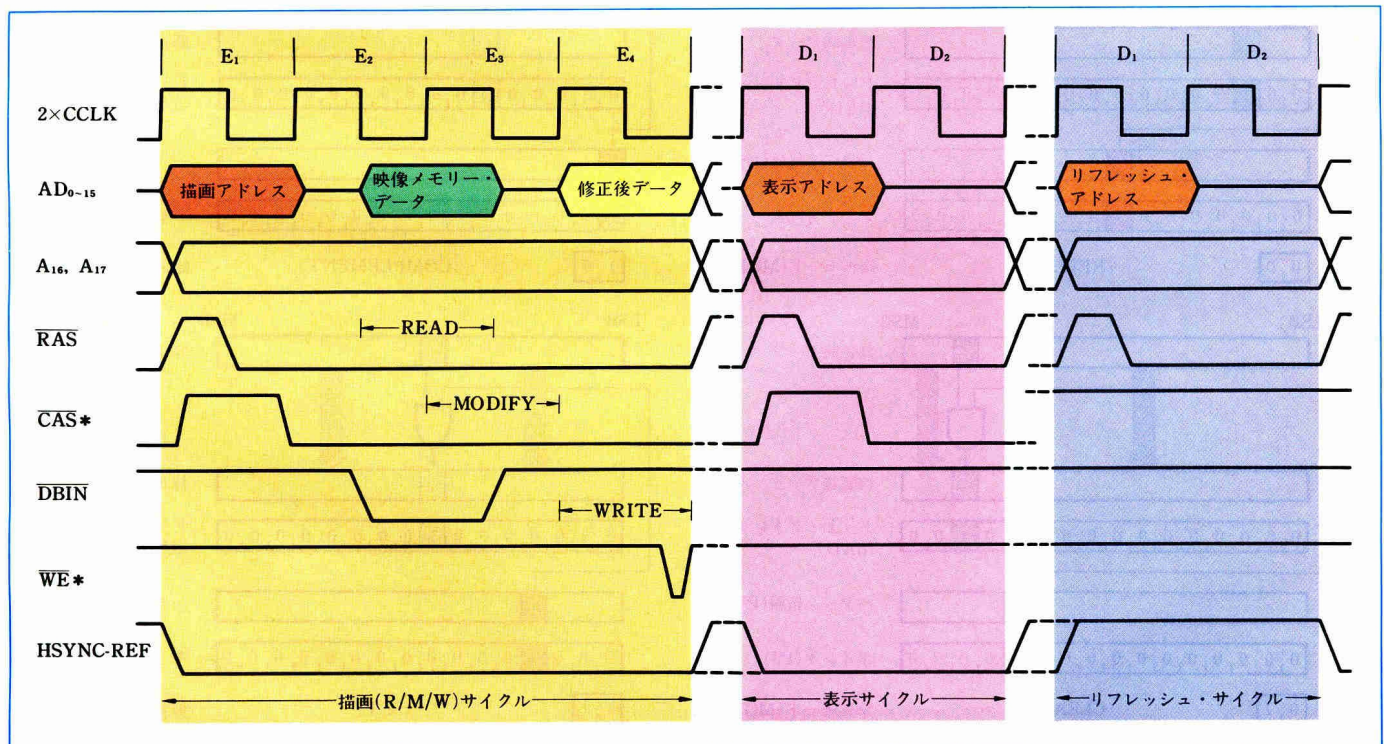 E₁ E₂ E₃ E₄ D₁ D₂ D₁ D₂
2×CCLK
AD₀~₁₅
描画アドレス
映像メモリー・
データ
修正後データ
表示アドレス
リフレッシュ・
アドレス
A₁₆, A₁₇
RAS
READ
CAS*
MODIFY
DBIN
WRITE
WE*
HSYNC-REF
描画(R/M/W)サイクル
表示サイクル
リフレッシュ・サイクル